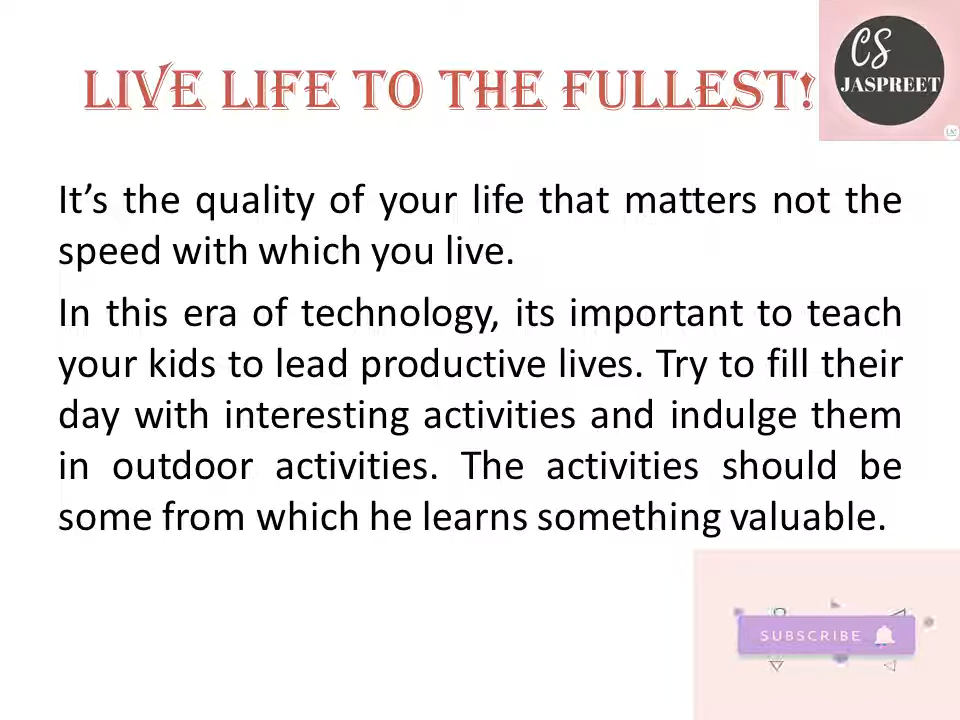 LIVE LIFE TO THE FULLEST!
CS
JASPREET
It's the quality of your life that matters not the
speed with which you live.
In this era of technology, its important to teach
your kids to lead productive lives. Try to fill their
day with interesting activities and indulge them
in outdoor activities. The activities should be
some from which he learns something valuable.
SUBSCRIBE